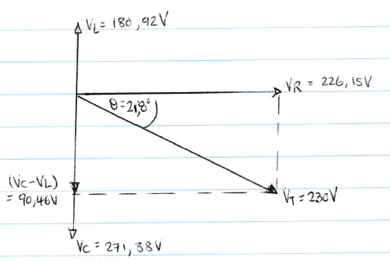 VL = 180,92V
VR = 226,15V
θ=21,8°
(VC-VL)
= 90,46V
VT = 230V
VC = 271,38V